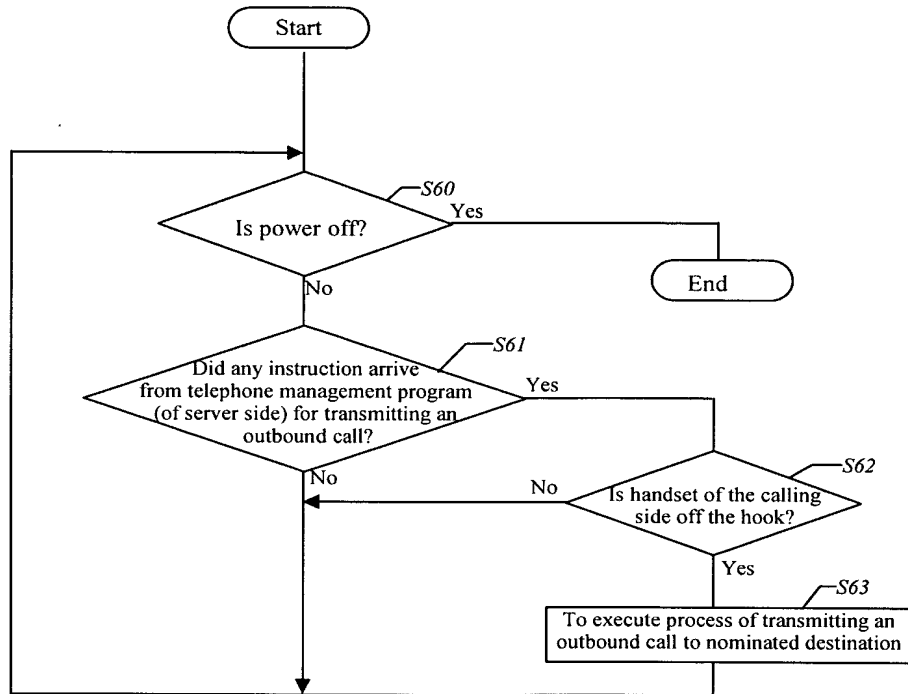 Start
S60
Is power off?
Yes
End
No
S61
Did any instruction arrive
from telephone management program
(of server side) for transmitting an
outbound call?
Yes
No
S62
Is handset of the calling
side off the hook?
No
Yes
S63
To execute process of transmitting an
outbound call to nominated destination